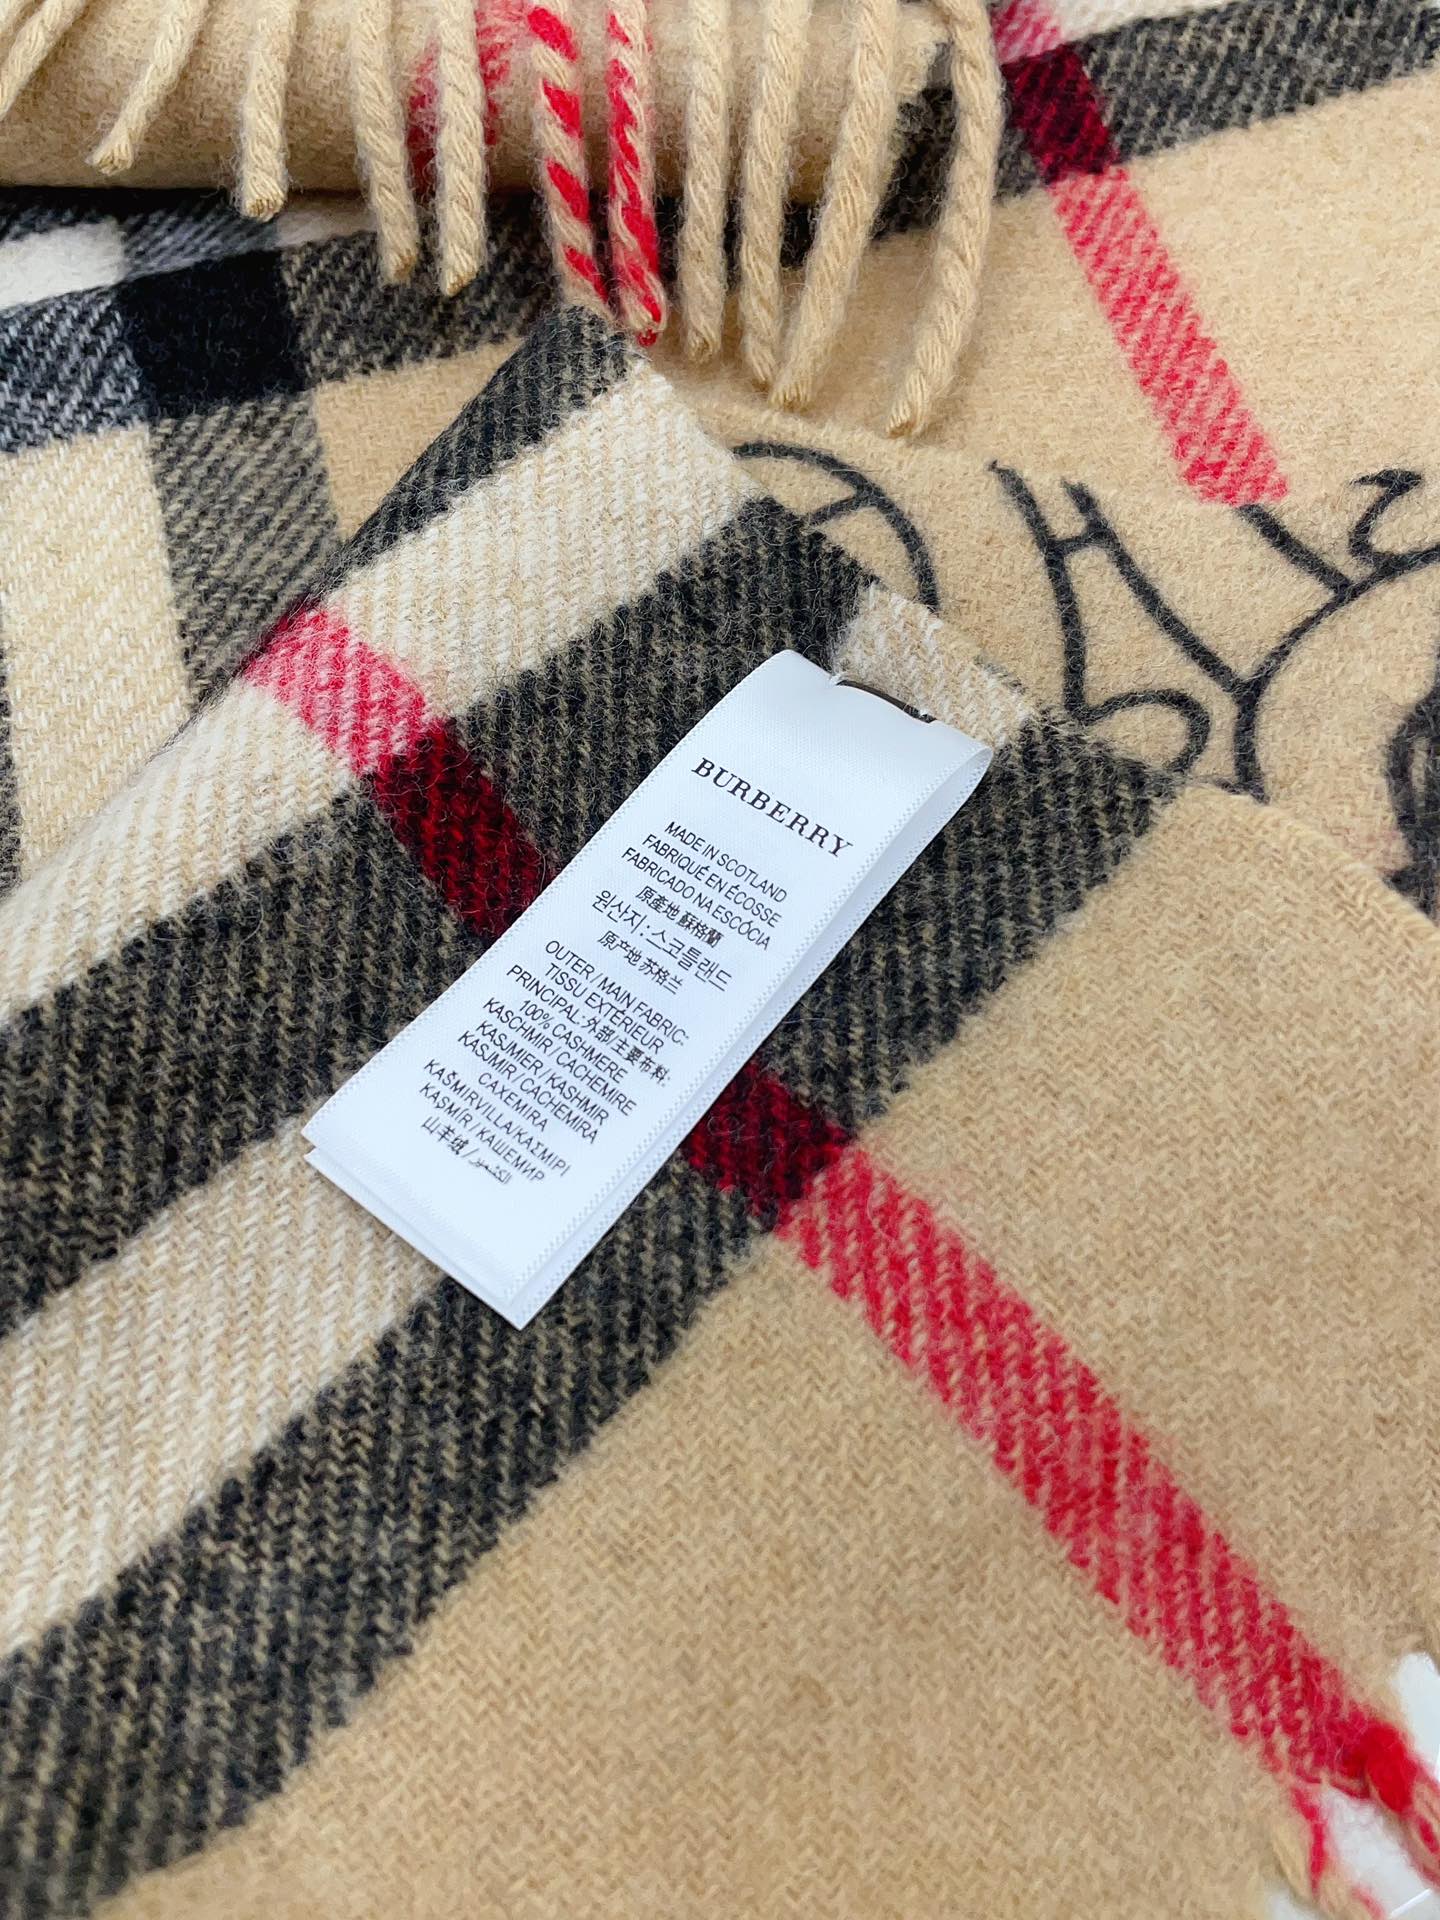 BURBERRY
MADE IN SCOTLAND
FABRIQUÉ EN ÉCOSSE
FABRICADO NA ESCÓCIA
原產地 蘇格蘭
원산지 : 스코틀랜드
原产地 苏格兰
OUTER / MAIN FABRIC:
TISSU EXTÉRIEUR
PRINCIPAL:外部/主要布料:
100% CASHMERE
KASCHMIR / CACHEMIRE
KASJMIER / KASHMIR
KASJMIR / CACHEMIRA
CAXEMIRA
KAŠMIRVILLA/ΚΑΣΜΙΡΙ
KAŞMİR / КАШЕМИР
山羊绒 / الكشمير